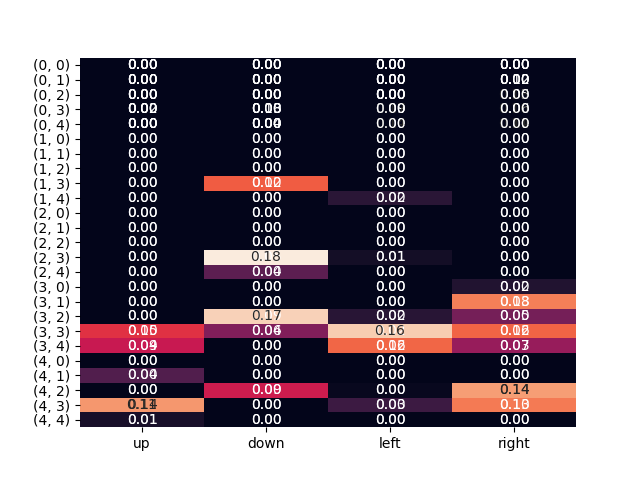 (0, 0) 0.00 0.00 0.00 0.00
(0, 1) 0.00 0.00 0.00
(0, 2) 0.00 0.00 0.00
(0, 3)
(0, 4) 0.00 0.00 0.00
(1, 0) 0.00 0.00 0.00 0.00
(1, 1) 0.00 0.00 0.00 0.00
(1, 2) 0.00 0.00 0.00 0.00
(1, 3) 0.00 0.00 0.00
(1, 4) 0.00 0.00 0.00
(2, 0) 0.00 0.00 0.00 0.00
(2, 1) 0.00 0.00 0.00 0.00
(2, 2) 0.00 0.00 0.00 0.00
(2, 3) 0.00 0.18 0.01 0.00
(2, 4) 0.00 0.00 0.00
(3, 0) 0.00 0.00 0.00
(3, 1) 0.00 0.00 0.00
(3, 2) 0.00 0.17
(3, 3) 0.16
(3, 4) 0.00
(4, 0) 0.00 0.00 0.00 0.00
(4, 1) 0.00 0.00 0.00
(4, 2) 0.00 0.00 0.14
(4, 3) 0.00
(4, 4) 0.01 0.00 0.00 0.00
up down left right